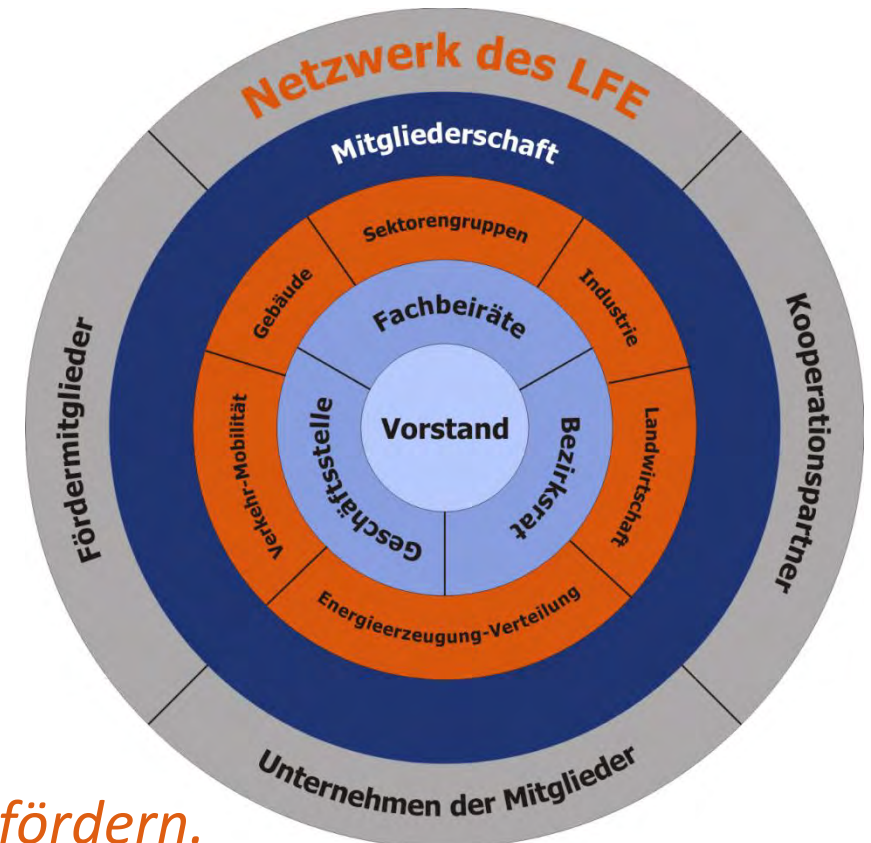 Netzwerk des LFE
Mitgliederschaft
Sektorengruppen
Gebäude
Industrie
Fachbeiräte
Vorstand
Geschäftsstelle
Bezirksrat
Verkehr-Mobilität
Landwirtschaft
Energieerzeugung-Verteilung
Fördermitglieder
Kooperationspartner
Unternehmen der Mitglieder
fördern.